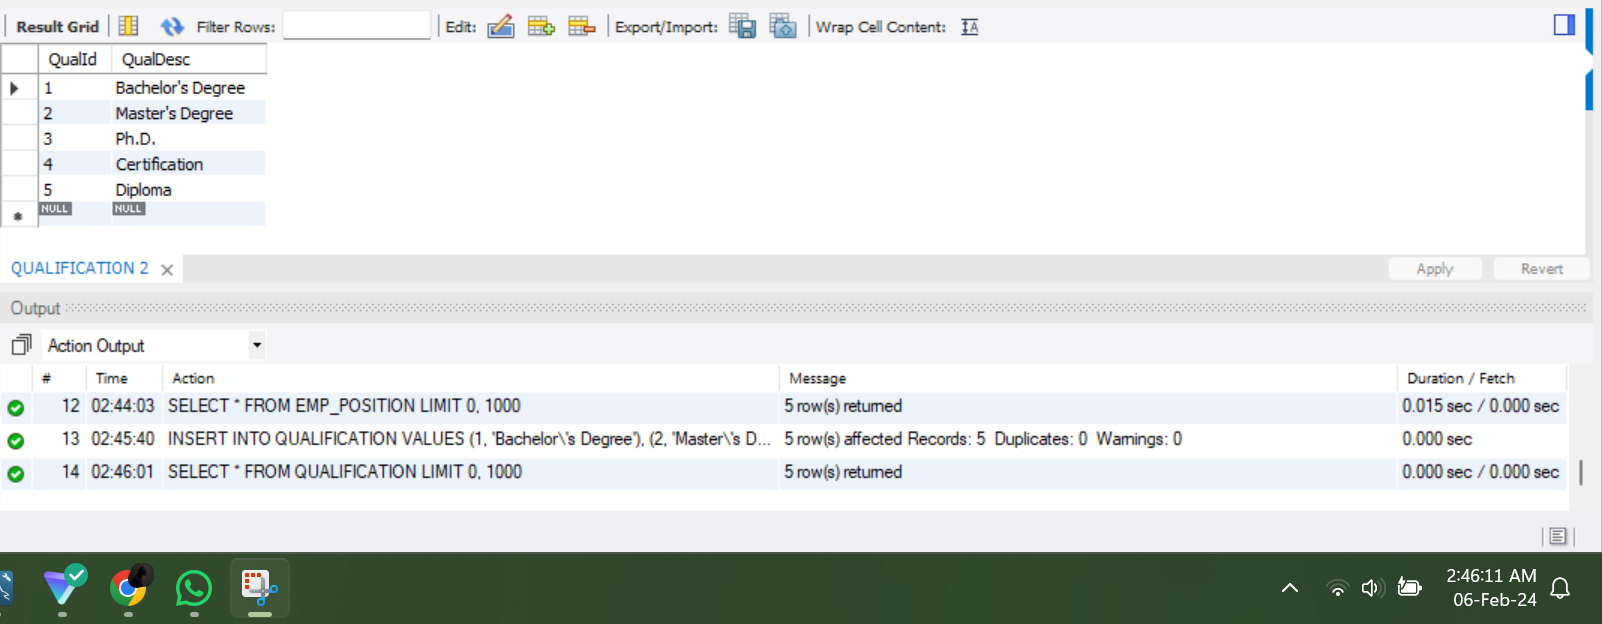 Result Grid Filter Rows: Edit: Export/Import: Wrap Cell Content: IA
QualId QualDesc
1 Bachelor's Degree
2 Master's Degree
3 Ph.D.
4 Certification
5 Diploma
NULL NULL
QUALIFICATION 2 × Apply Revert
Output
Action Output
# Time Action Message Duration / Fetch
12 02:44:03 SELECT * FROM EMP_POSITION LIMIT 0, 1000 5 row(s) returned 0.015 sec / 0.000 sec
13 02:45:40 INSERT INTO QUALIFICATION VALUES (1, 'Bachelor\'s Degree'), (2, 'Master\'s D... 5 row(s) affected Records: 5 Duplicates: 0 Warnings: 0 0.000 sec
14 02:46:01 SELECT * FROM QUALIFICATION LIMIT 0, 1000 5 row(s) returned 0.000 sec / 0.000 sec
2:46:11 AM
06-Feb-24